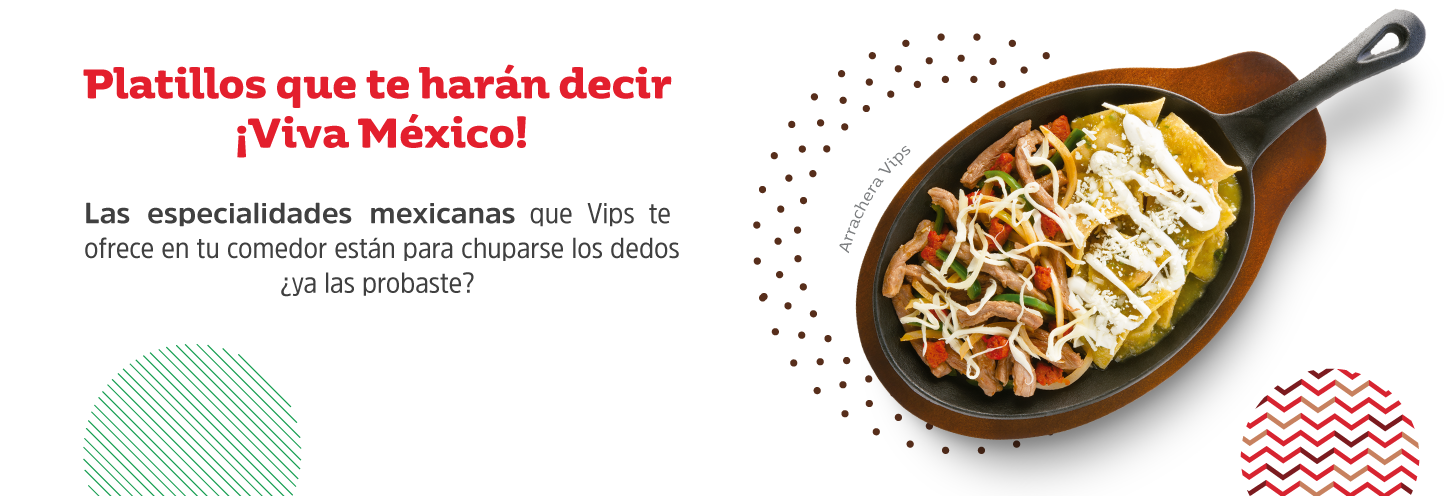 Platillos que te harán decir
¡Viva México!
Las especialidades mexicanas que Vips te
ofrece en tu comedor están para chuparse los dedos
¿ya las probaste?
Arrachera Vips